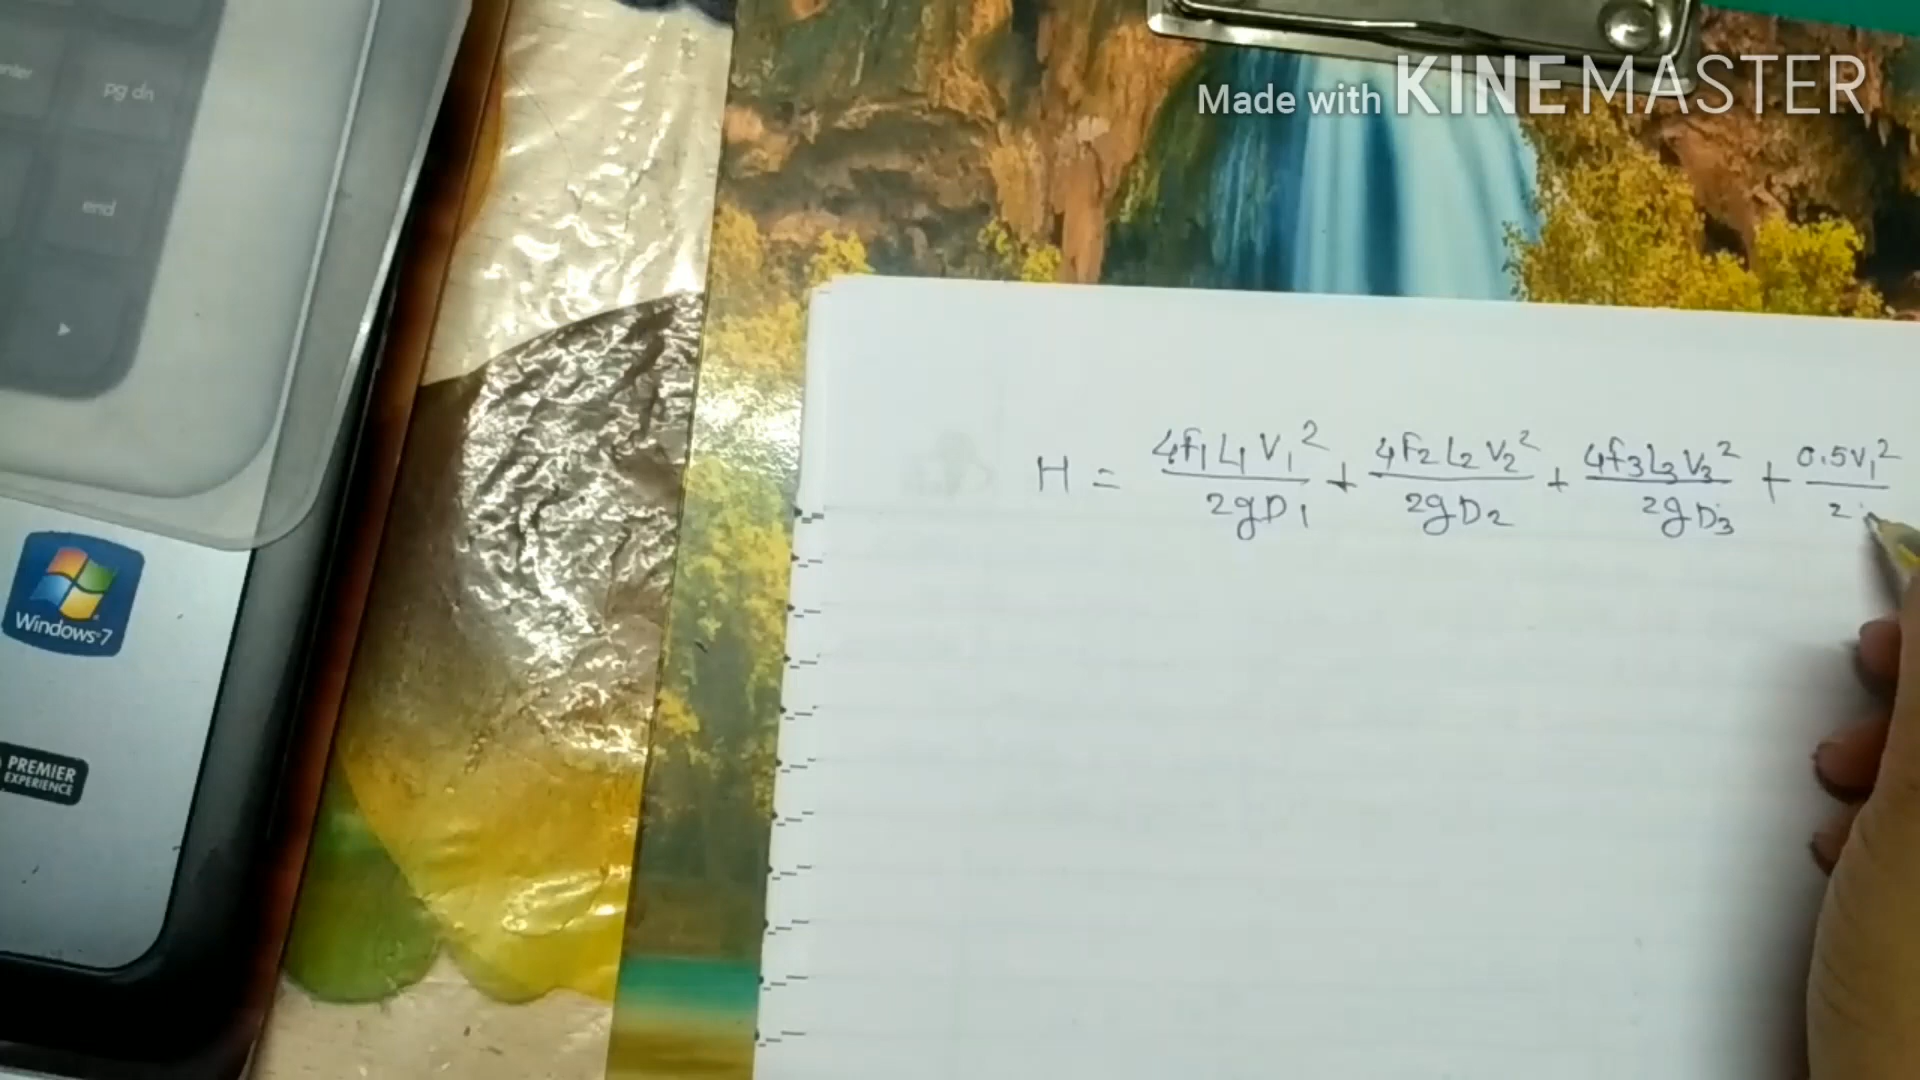 enter
pg dn
end
Made with KINEMASTER
H = 4f₁L₁V₁²/2gD₁ + 4f₂L₂V₂²/2gD₂ + 4f₃L₃V₃²/2gD₃ + 0.5V₁²/2
Windows 7
PREMIER
EXPERIENCE